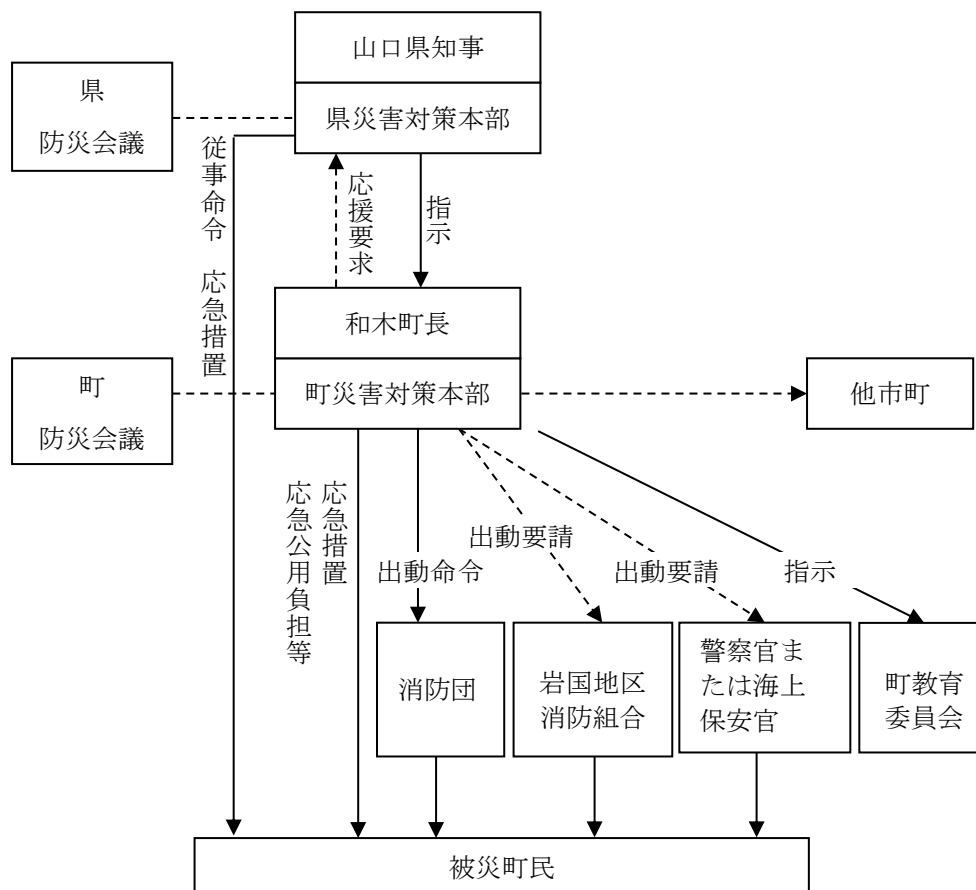 山口県知事
県
防災会議
県災害対策本部
従事命令 応急措置
応援要求
指示
和木町長
町
防災会議
町災害対策本部
他市町
応急措置
応急公用負担等
出動命令
出動要請
出動要請
指示
消防団
岩国地区
消防組合
警察官ま
たは海上
保安官
町教育
委員会
被災町民